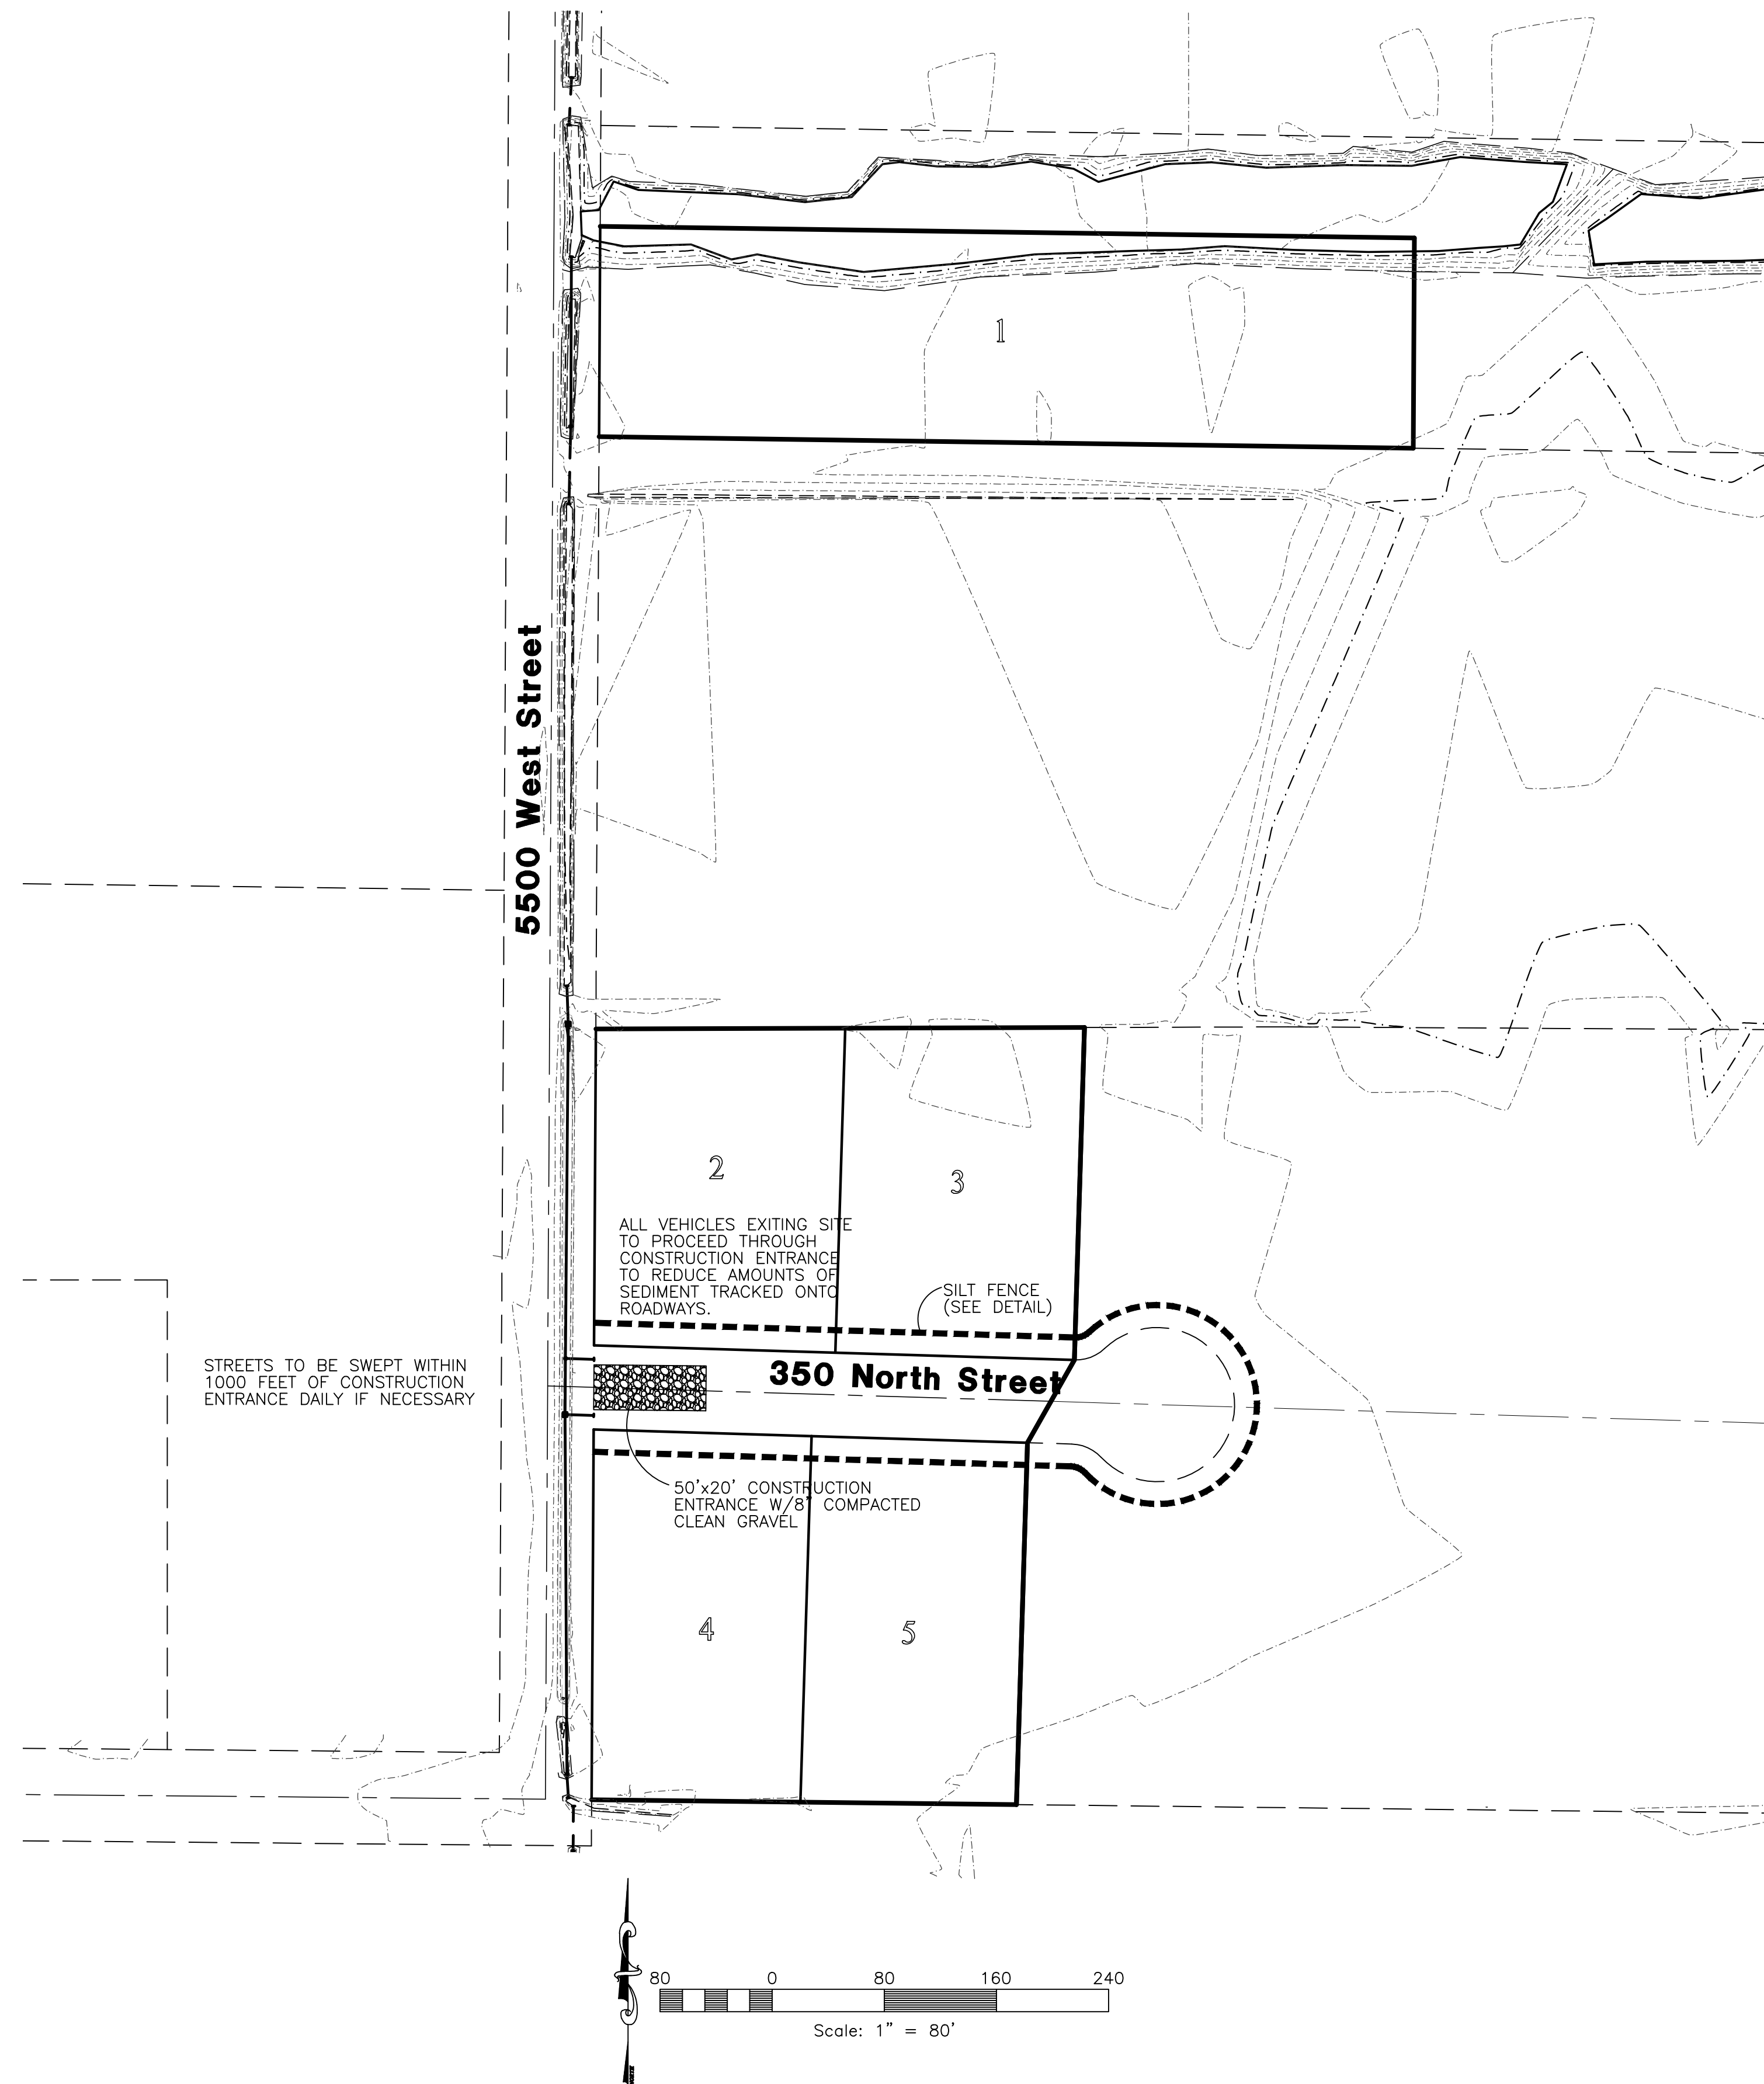 1
5500 West Street
2
3
ALL VEHICLES EXITING SITE
TO PROCEED THROUGH
CONSTRUCTION ENTRANCE
TO REDUCE AMOUNTS OF
SEDIMENT TRACKED ONTO
ROADWAYS.
SILT FENCE
(SEE DETAIL)
STREETS TO BE SWEPT WITHIN
1000 FEET OF CONSTRUCTION
ENTRANCE DAILY IF NECESSARY
350 North Street
50'x20' CONSTRUCTION
ENTRANCE W/8" COMPACTED
CLEAN GRAVEL
4
5
80 0 80 160 240
Scale: 1" = 80'